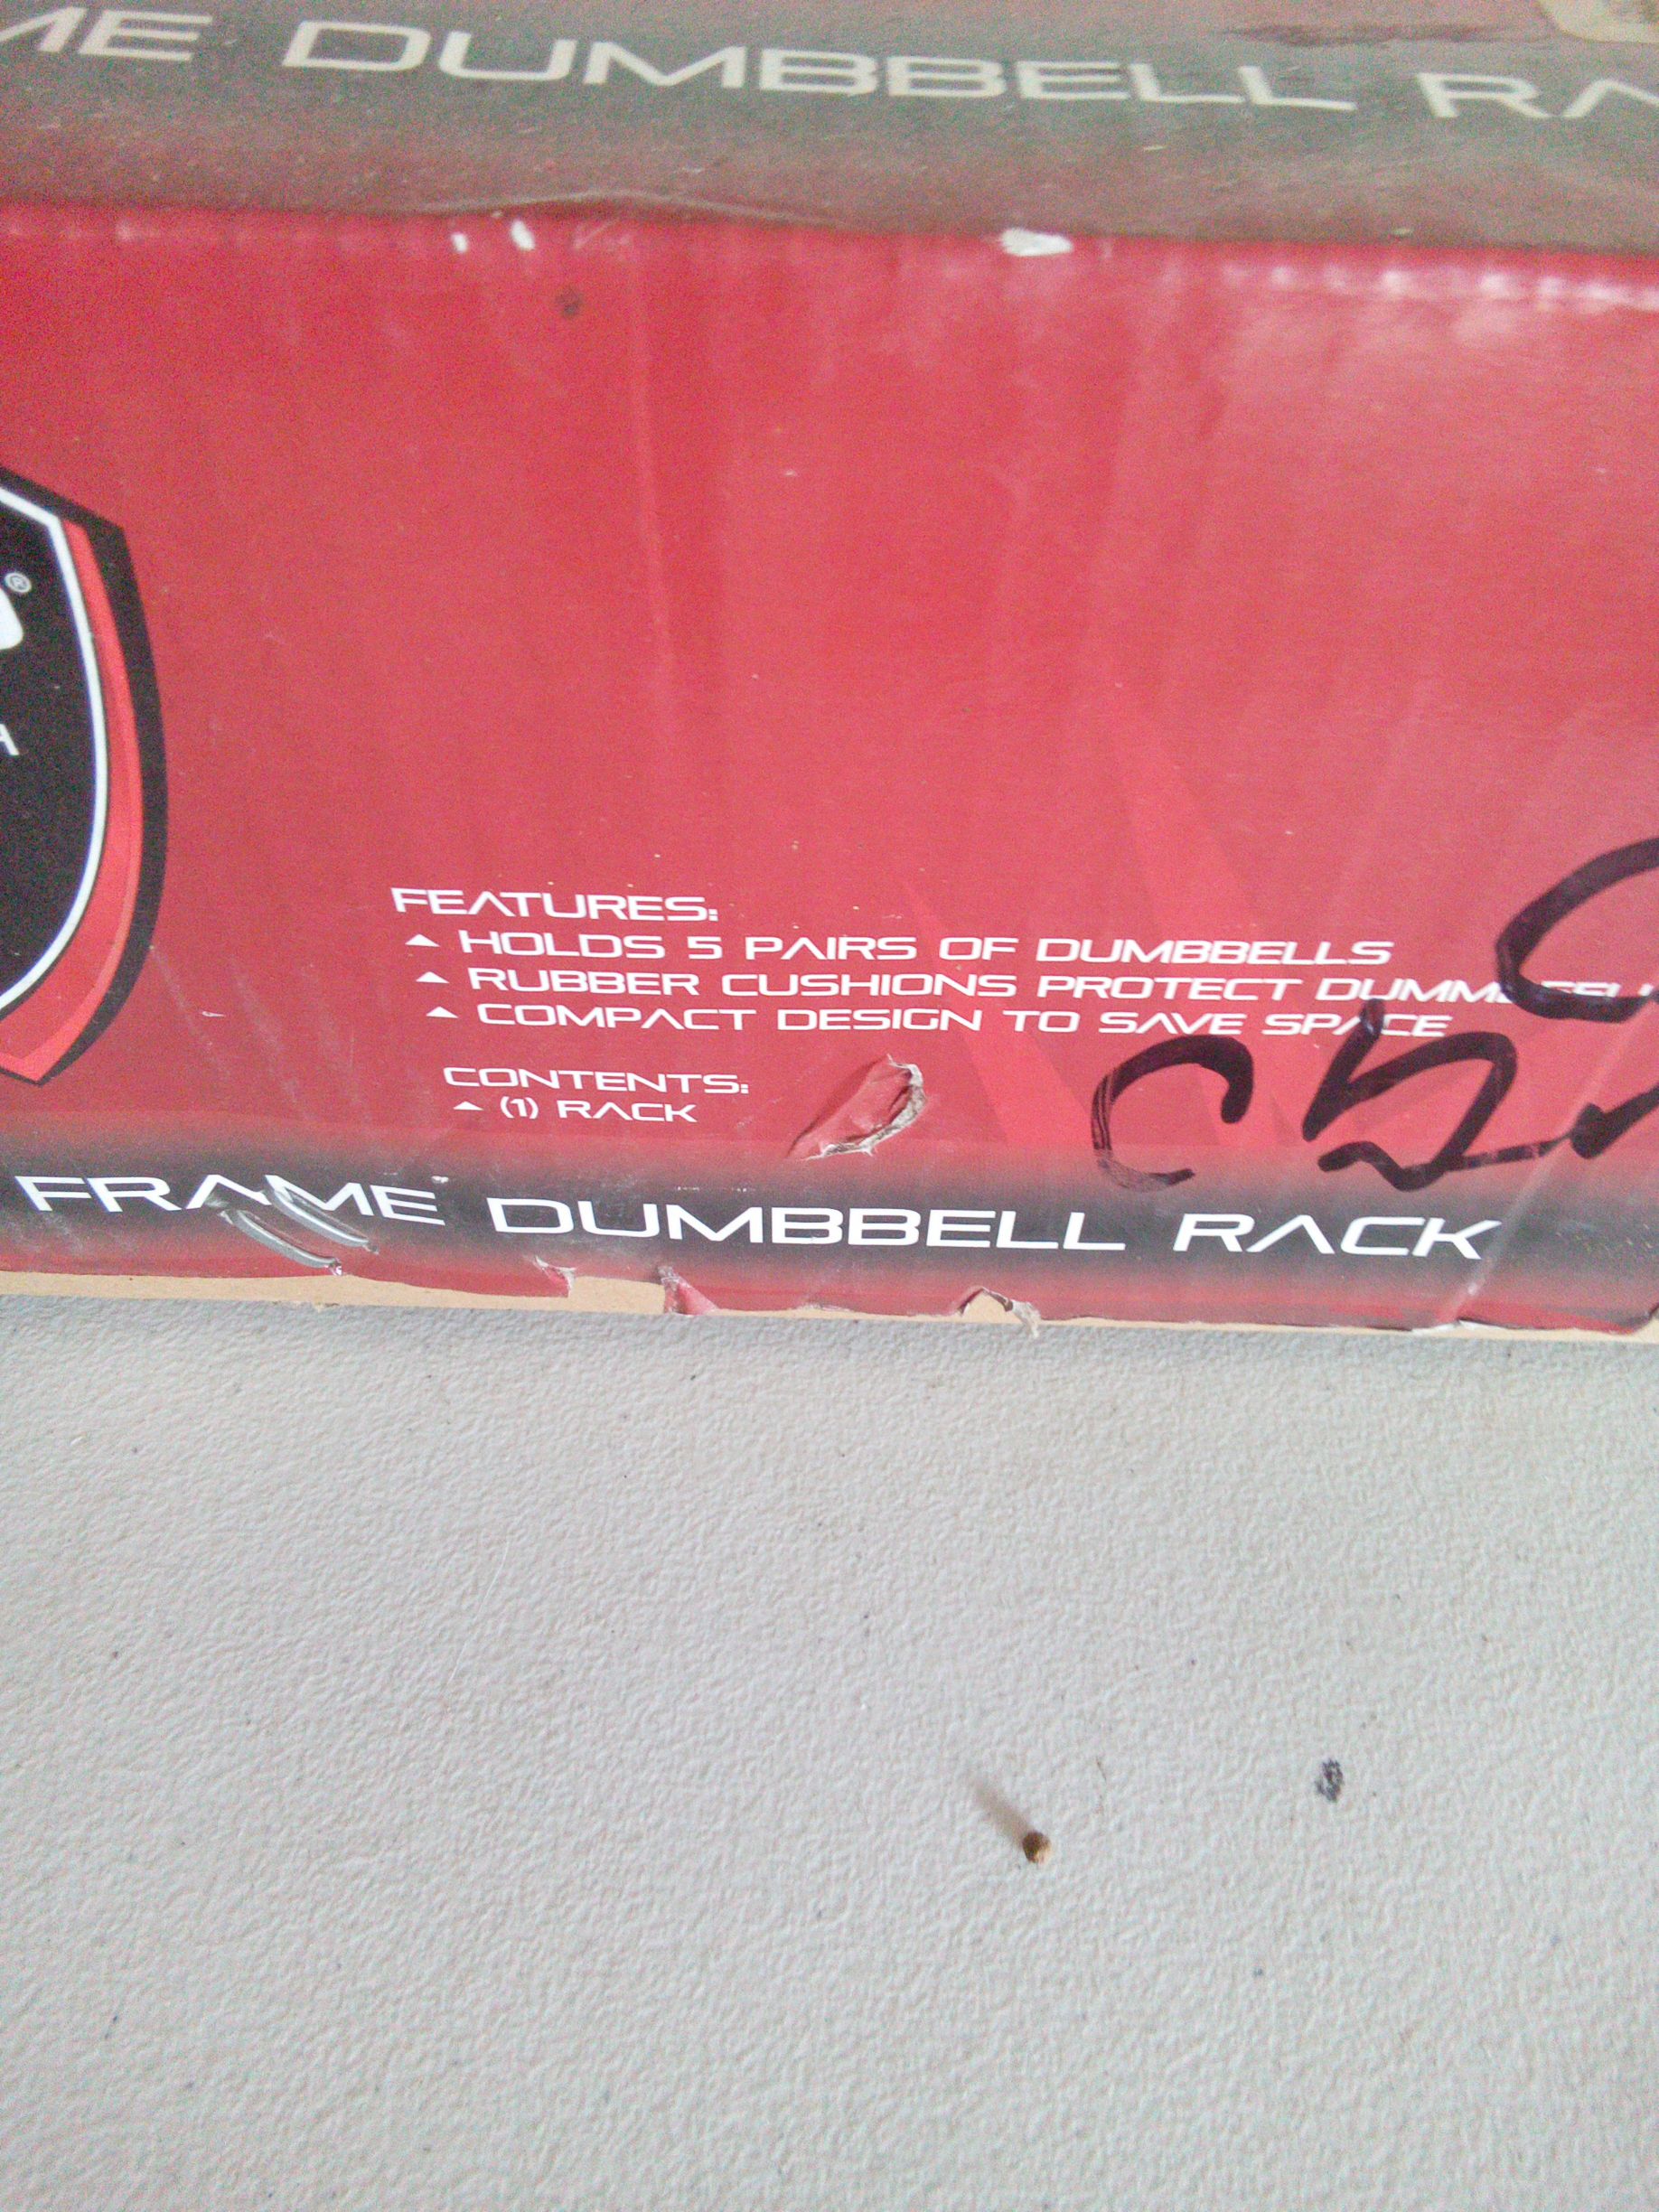 ME DUMBBELL RA
®
A
FEATURES:
▲ HOLDS 5 PAIRS OF DUMBBELLS
▲ RUBBER CUSHIONS PROTECT
▲ COMPACT DESIGN TO SAVE SPACE
CONTENTS:
▲ (1) RACK
FRAME DUMBBELL RACK